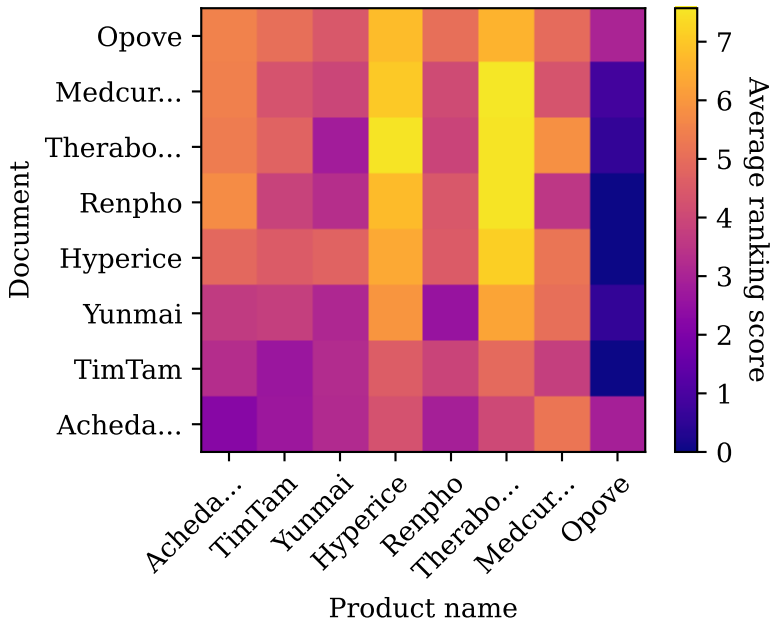 Opove
Medcur...
Therabo...
Renpho
Hyperice
Yunmai
TimTam
Acheda...
Document
Acheda...
TimTam
Yunmai
Hyperice
Renpho
Therabo...
Medcur...
Opove
Product name
7
6
5
4
3
2
1
0
Average ranking score